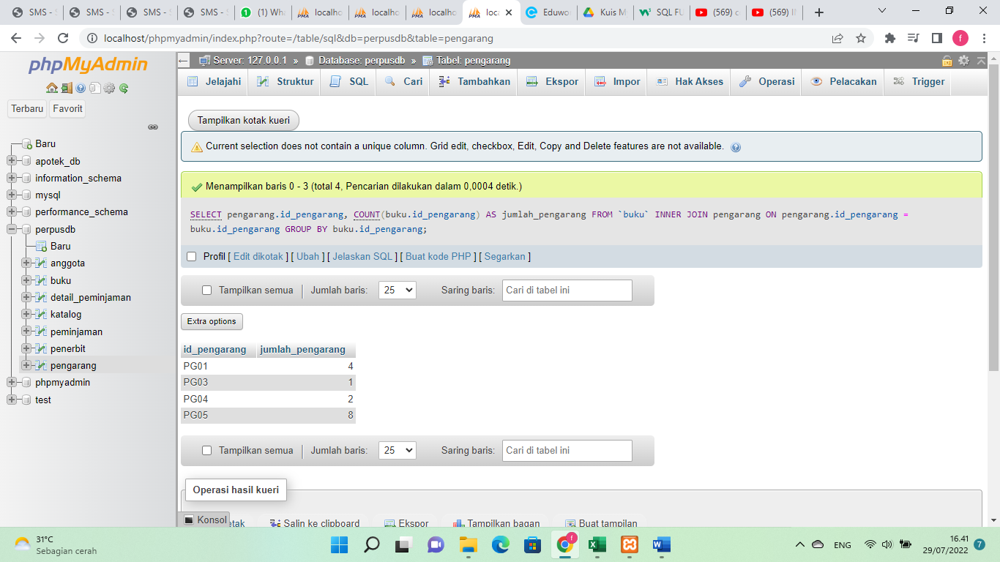 SMS -
SMS -
SMS -
SMS -
(1) Wha
localho
localho
localho
loca
Eduwo
Kuis M
SQL FU
(569) c
(569) If
localhost/phpmyadmin/index.php?route=/table/sql&db=perpusdb&table=pengarang
f
phpMyAdmin
Terbaru Favorit
Baru
apotek_db
information_schema
mysql
performance_schema
perpusdb
Baru
anggota
buku
detail_peminjaman
katalog
peminjaman
penerbit
pengarang
phpmyadmin
test
Server: 127.0.0.1 » Database: perpusdb » Tabel: pengarang
Jelajahi Struktur SQL Cari Tambahkan Ekspor Impor Hak Akses Operasi Pelacakan Trigger
Tampilkan kotak kueri
Current selection does not contain a unique column. Grid edit, checkbox, Edit, Copy and Delete features are not available.
Menampilkan baris 0 - 3 (total 4, Pencarian dilakukan dalam 0,0004 detik.)
SELECT pengarang.id_pengarang, COUNT(buku.id_pengarang) AS jumlah_pengarang FROM `buku` INNER JOIN pengarang ON pengarang.id_pengarang =
buku.id_pengarang GROUP BY buku.id_pengarang;
Profil [ Edit dikotak ] [ Ubah ] [ Jelaskan SQL ] [ Buat kode PHP ] [ Segarkan ]
Tampilkan semua | Jumlah baris: 25 Saring baris: Cari di tabel ini
Extra options
id_pengarang jumlah_pengarang
PG01 4
PG03 1
PG04 2
PG05 8
Tampilkan semua | Jumlah baris: 25 Saring baris: Cari di tabel ini
Operasi hasil kueri
Konsol
etak Salin ke clipboard Ekspor Tampilkan bagan Buat tampilan
31°C
Sebagian cerah
ENG
16.41
29/07/2022
7